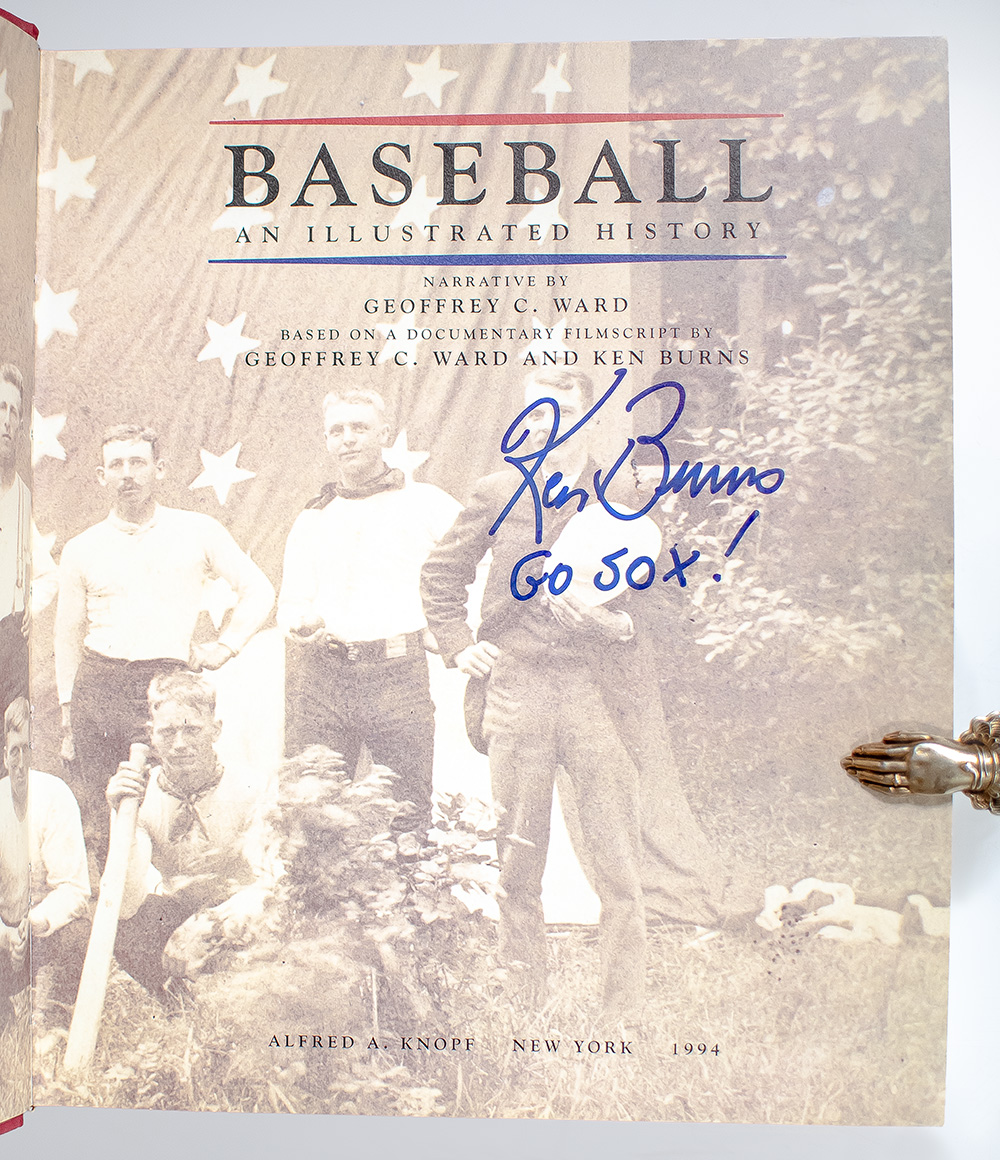 BASEBALL
AN ILLUSTRATED HISTORY
NARRATIVE BY
GEOFFREY C. WARD
BASED ON A DOCUMENTARY FILMSCRIPT BY
GEOFFREY C. WARD AND KEN BURNS
Ken Burns
GO SOX!
ALFRED A. KNOPF NEW YORK 1994